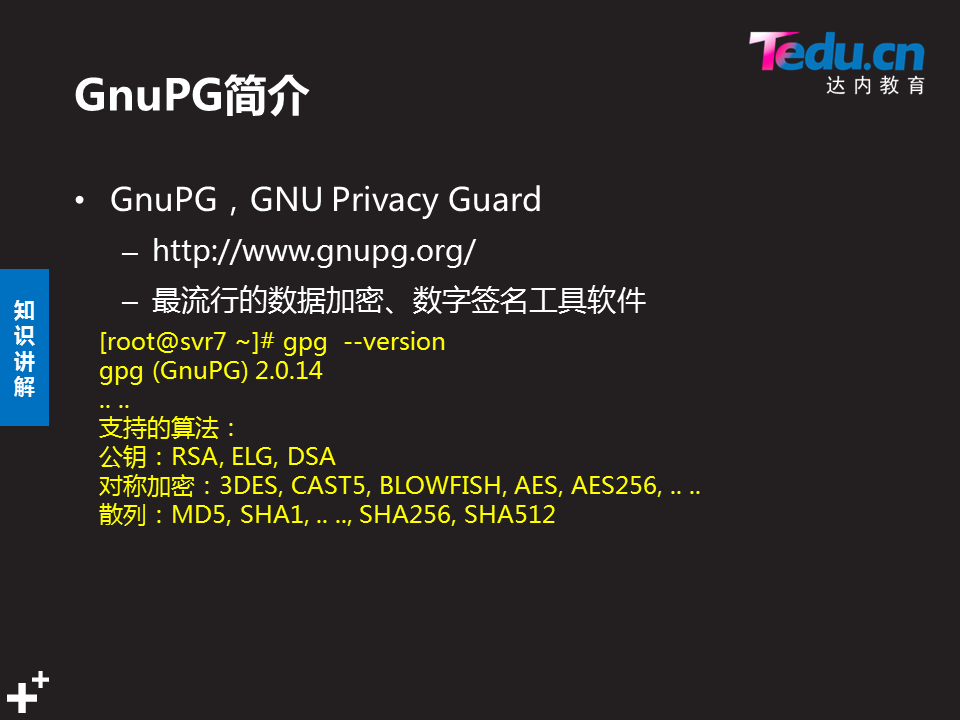 Tedu.cn
达内教育
GnuPG简介
• GnuPG，GNU Privacy Guard
– http://www.gnupg.org/
– 最流行的数据加密、数字签名工具软件
知识讲解
[root@svr7 ~]# gpg  --version
gpg (GnuPG) 2.0.14
.. ..
支持的算法：
公钥：RSA, ELG, DSA
对称加密：3DES, CAST5, BLOWFISH, AES, AES256, .. ..
散列：MD5, SHA1, .. .., SHA256, SHA512